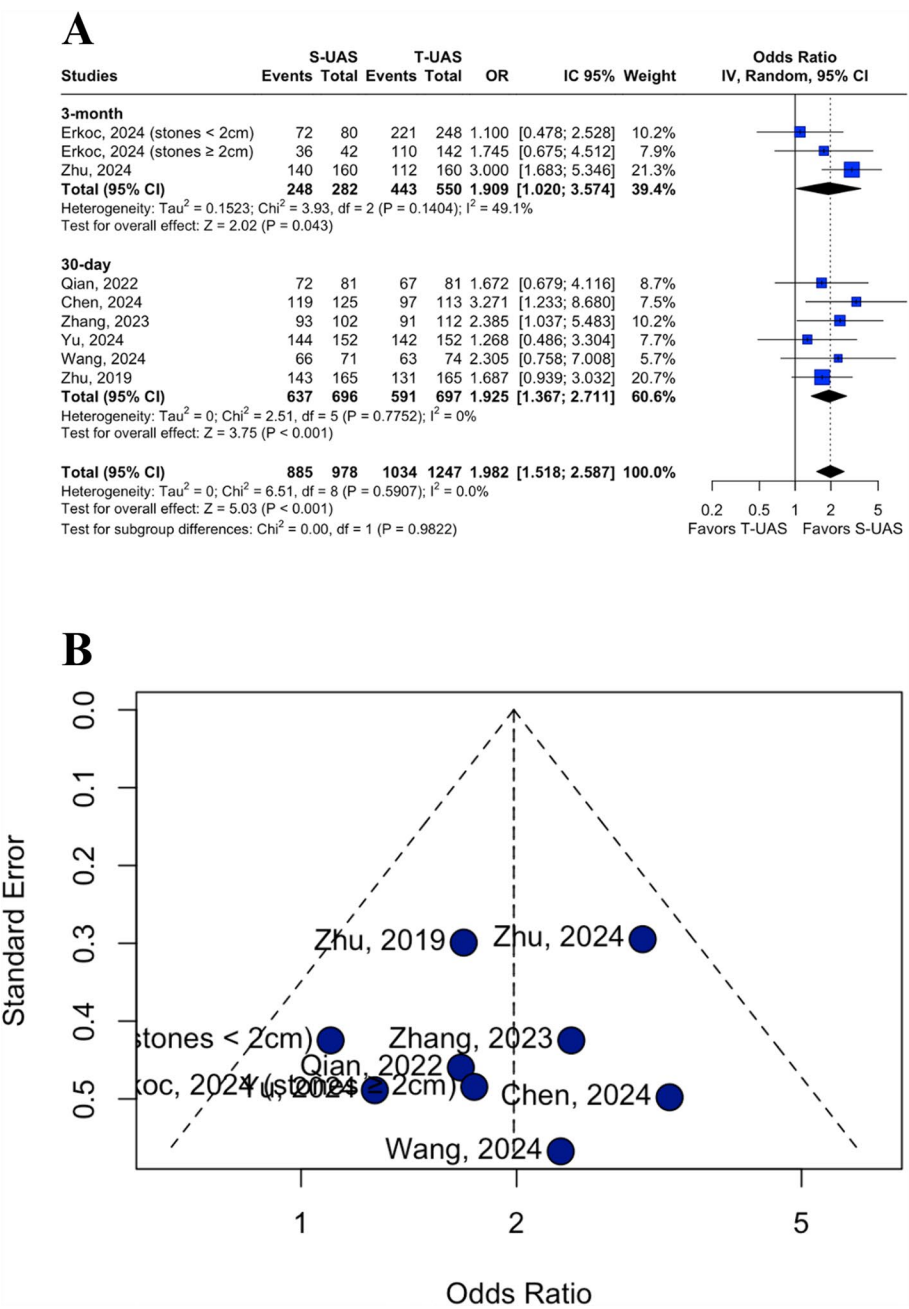 A
S-UAS T-UAS Odds Ratio
Studies Events Total Events Total OR IC 95% Weight IV, Random, 95% CI
3-month
Erkoc, 2024 (stones < 2cm) 72 80 221 248 1.100 [0.478; 2.528] 10.2%
Erkoc, 2024 (stones ≥ 2cm) 36 42 110 142 1.745 [0.675; 4.512] 7.9%
Zhu, 2024 140 160 112 160 3.000 [1.683; 5.346] 21.3%
Total (95% CI) 248 282 443 550 1.909 [1.020; 3.574] 39.4%
Heterogeneity: Tau² = 0.1523; Chi² = 3.93, df = 2 (P = 0.1404); I² = 49.1%
Test for overall effect: Z = 2.02 (P = 0.043)
30-day
Qian, 2022 72 81 67 81 1.672 [0.679; 4.116] 8.7%
Chen, 2024 119 125 97 113 3.271 [1.233; 8.680] 7.5%
Zhang, 2023 93 102 91 112 2.385 [1.037; 5.483] 10.2%
Yu, 2024 144 152 142 152 1.268 [0.486; 3.304] 7.7%
Wang, 2024 66 71 63 74 2.305 [0.758; 7.008] 5.7%
Zhu, 2019 143 165 131 165 1.687 [0.939; 3.032] 20.7%
Total (95% CI) 637 696 591 697 1.925 [1.367; 2.711] 60.6%
Heterogeneity: Tau² = 0; Chi² = 2.51, df = 5 (P = 0.7752); I² = 0%
Test for overall effect: Z = 3.75 (P < 0.001)
Total (95% CI) 885 978 1034 1247 1.982 [1.518; 2.587] 100.0%
Heterogeneity: Tau² = 0; Chi² = 6.51, df = 8 (P = 0.5907); I² = 0.0%
Test for overall effect: Z = 5.03 (P < 0.001)
Test for subgroup differences: Chi² = 0.00, df = 1 (P = 0.9822)
0.2 0.5 1 2 5
Favors T-UAS Favors S-UAS
B
Standard Error
0.0
0.1
0.2
0.3
0.4
0.5
Zhu, 2019 Zhu, 2024
stones < 2cm) Zhang, 2023
Qian, 2022
koc, 2024 (stones ≥ 2cm)
Yu, 2024
Chen, 2024
Wang, 2024
1 2 5
Odds Ratio